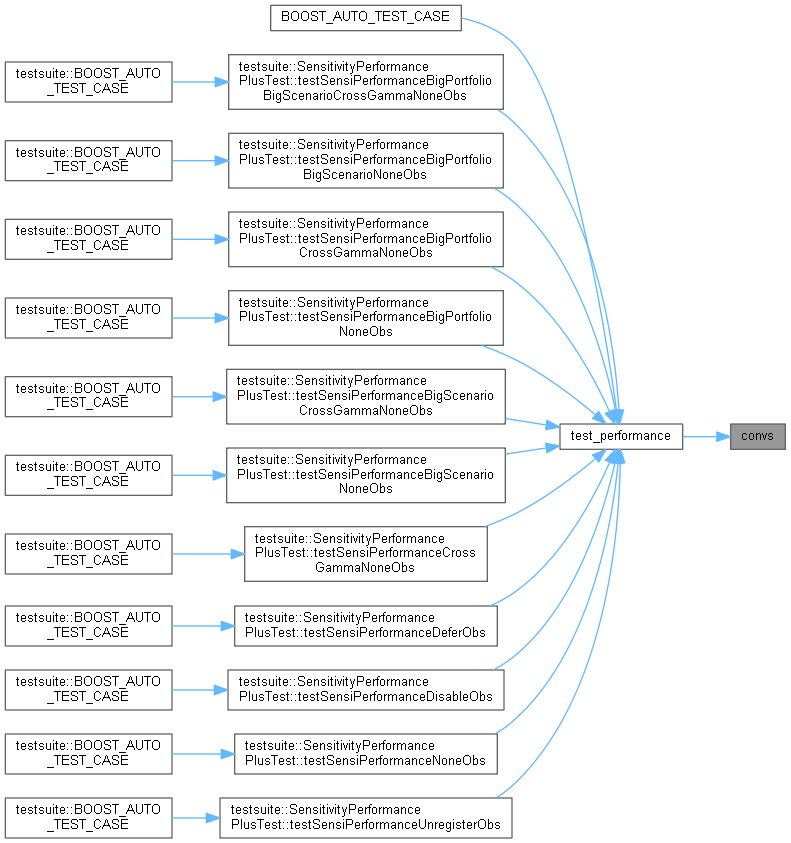 BOOST_AUTO_TEST_CASE
testsuite::BOOST_AUTO
_TEST_CASE
testsuite::SensitivityPerformance
PlusTest::testSensiPerformanceBigPortfolio
BigScenarioCrossGammaNoneObs
testsuite::BOOST_AUTO
_TEST_CASE
testsuite::SensitivityPerformance
PlusTest::testSensiPerformanceBigPortfolio
BigScenarioNoneObs
testsuite::BOOST_AUTO
_TEST_CASE
testsuite::SensitivityPerformance
PlusTest::testSensiPerformanceBigPortfolio
CrossGammaNoneObs
testsuite::BOOST_AUTO
_TEST_CASE
testsuite::SensitivityPerformance
PlusTest::testSensiPerformanceBigPortfolio
NoneObs
testsuite::BOOST_AUTO
_TEST_CASE
testsuite::SensitivityPerformance
PlusTest::testSensiPerformanceBigScenario
CrossGammaNoneObs
test_performance
convs
testsuite::BOOST_AUTO
_TEST_CASE
testsuite::SensitivityPerformance
PlusTest::testSensiPerformanceBigScenario
NoneObs
testsuite::BOOST_AUTO
_TEST_CASE
testsuite::SensitivityPerformance
PlusTest::testSensiPerformanceCross
GammaNoneObs
testsuite::BOOST_AUTO
_TEST_CASE
testsuite::SensitivityPerformance
PlusTest::testSensiPerformanceDeferObs
testsuite::BOOST_AUTO
_TEST_CASE
testsuite::SensitivityPerformance
PlusTest::testSensiPerformanceDisableObs
testsuite::BOOST_AUTO
_TEST_CASE
testsuite::SensitivityPerformance
PlusTest::testSensiPerformanceNoneObs
testsuite::BOOST_AUTO
_TEST_CASE
testsuite::SensitivityPerformance
PlusTest::testSensiPerformanceUnregisterObs